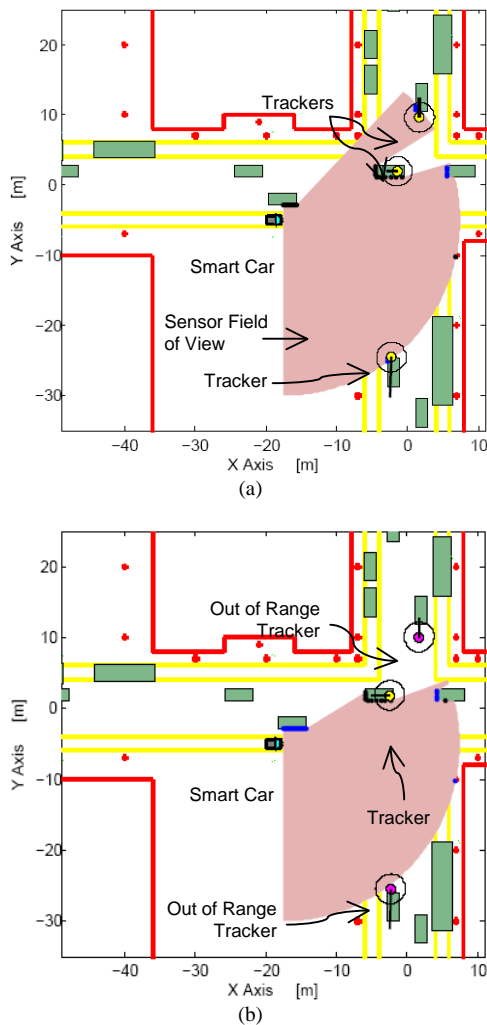 20
Trackers
10
0
Y Axis [m]
Smart Car
−10
Sensor Field
of View
−20
Tracker
−30
−40 −30 −20 −10 0 10
X Axis [m]
(a)
20
Out of Range
Tracker
10
0
Y Axis [m]
Smart Car
−10
Tracker
−20
Out of Range
Tracker
−30
−40 −30 −20 −10 0 10
X Axis [m]
(b)